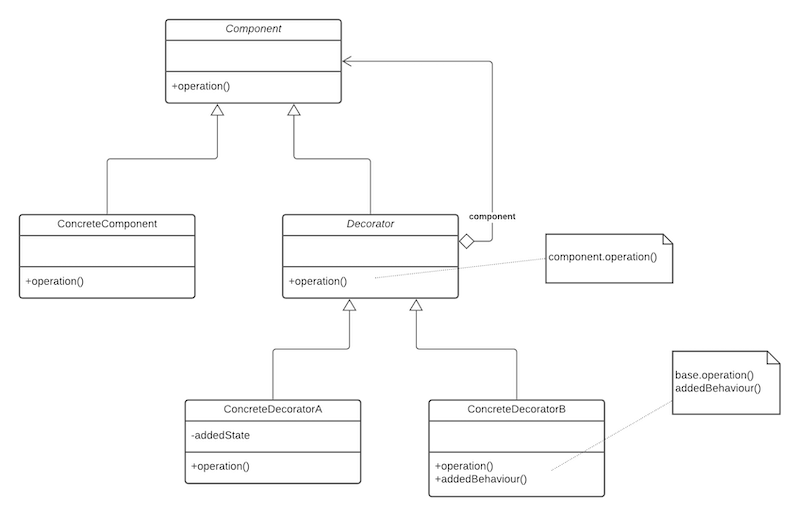 Component
+operation()
component
ConcreteComponent
+operation()
Decorator
+operation()
component.operation()
base.operation()
addedBehaviour()
ConcreteDecoratorA
-addedState
+operation()
ConcreteDecoratorB
+operation()
+addedBehaviour()